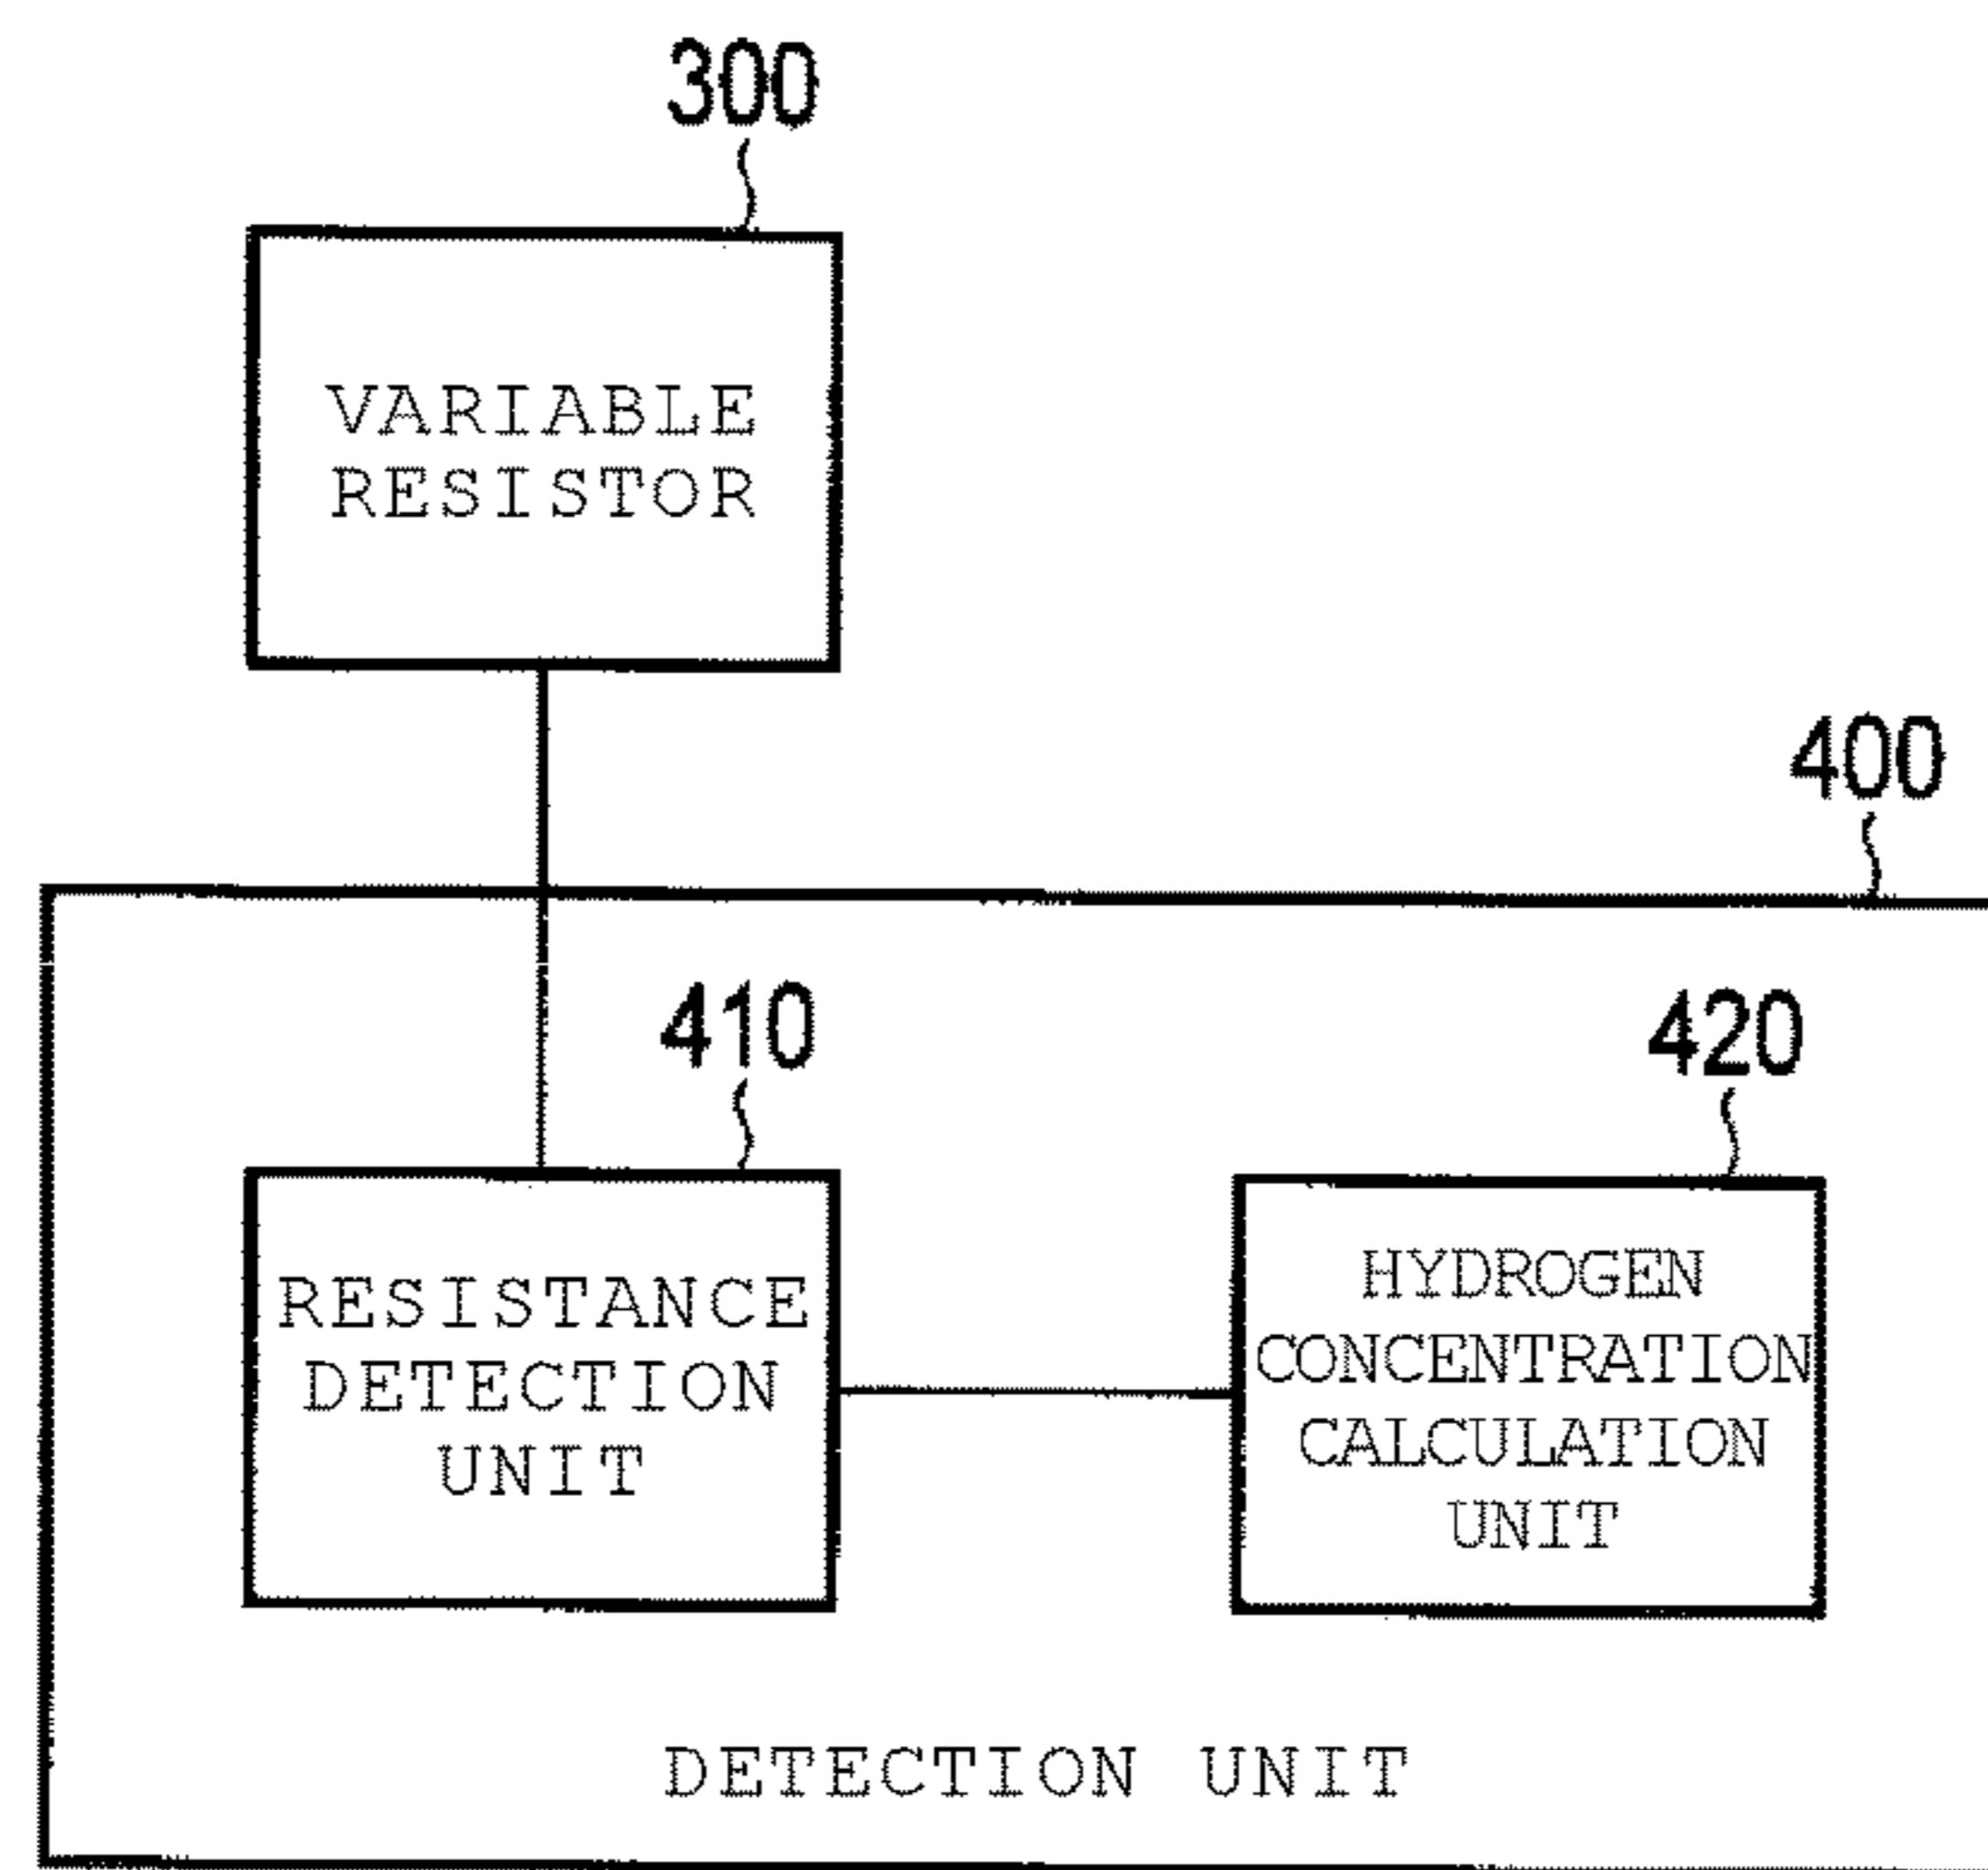 300
VARIABLE
RESISTOR
400
410
420
RESISTANCE
DETECTION
UNIT
HYDROGEN
CONCENTRATION
CALCULATION
UNIT
DETECTION UNIT